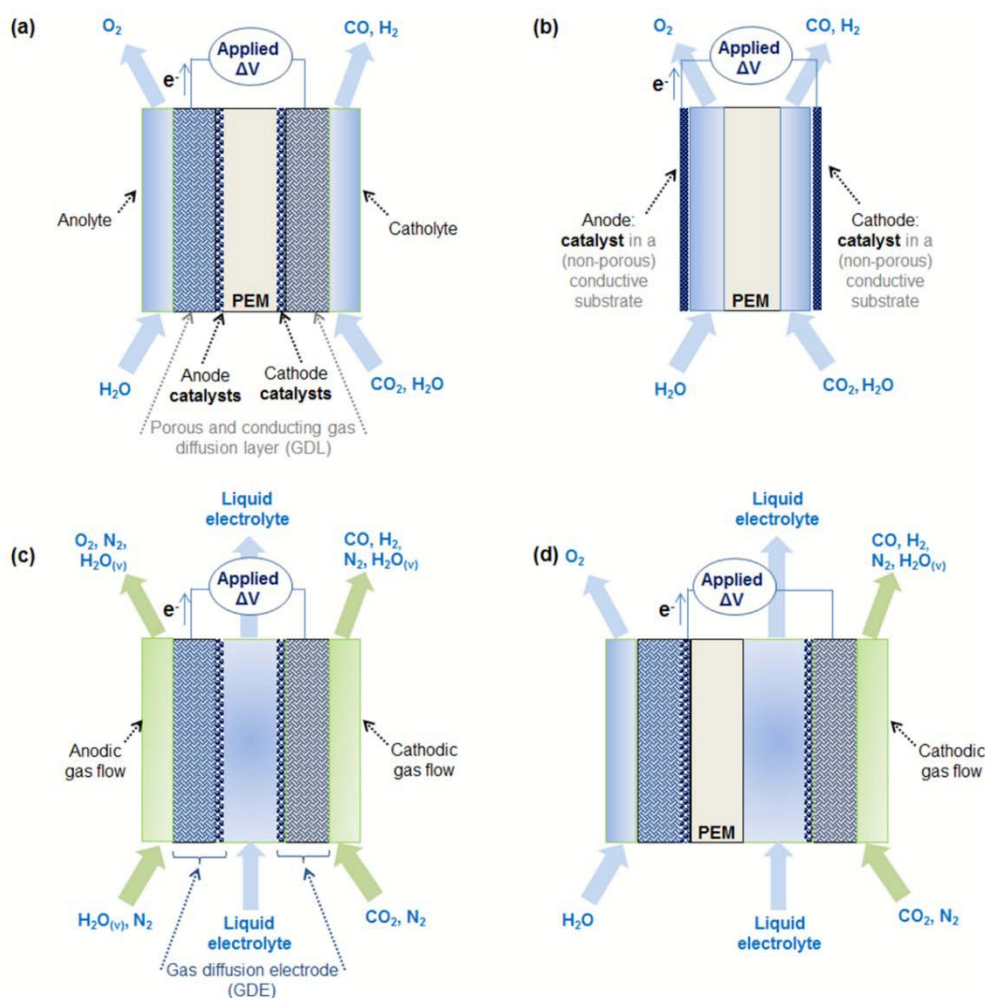 (a)
O₂
CO, H₂
Applied
ΔV
e⁻
Anolyte
Catholyte
PEM
H₂O
Anode
catalysts
Cathode
catalysts
CO₂, H₂O
Porous and conducting gas
diffusion layer (GDL)
(b)
O₂
CO, H₂
Applied
ΔV
e⁻
Anode:
catalyst in a
(non-porous)
conductive
substrate
Cathode:
catalyst in a
(non-porous)
conductive
substrate
PEM
H₂O
CO₂, H₂O
(c)
Liquid
electrolyte
O₂, N₂,
H₂O₍ᵥ₎
CO, H₂,
N₂, H₂O₍ᵥ₎
Applied
ΔV
e⁻
Anodic
gas flow
Cathodic
gas flow
H₂O₍ᵥ₎, N₂
Liquid
electrolyte
CO₂, N₂
Gas diffusion electrode
(GDE)
(d)
Liquid
electrolyte
O₂
CO, H₂,
N₂, H₂O₍ᵥ₎
Applied
ΔV
e⁻
Cathodic
gas flow
PEM
H₂O
Liquid
electrolyte
CO₂, N₂